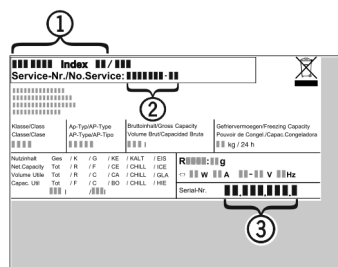 1
Index /
Service-Nr./No.Service: -
2
Klasse/Class Ap-Typ/AP-Type Bruttoinhalt/Gross Capacity Gefriervermoegen/Freezing Capacity
Classe/Clase AP-Type/AP-Tipo Volume Brut/Capacidad Bruta Pouvoir de Congel./Capac.Congeladora
l kg / 24 h
Nutzinhalt Ges / K / G / KE / KALT / EIS
Net.Capacity Tot / R / F / CE / CHILL / ICE
Volume Utile Tot / R / C / CA / CHILL / GLA
Capac. Util Tot / F / C / BO / CHILL / HIE
l / l
R : g
W A - V Hz
Serial-Nr. . . .
3